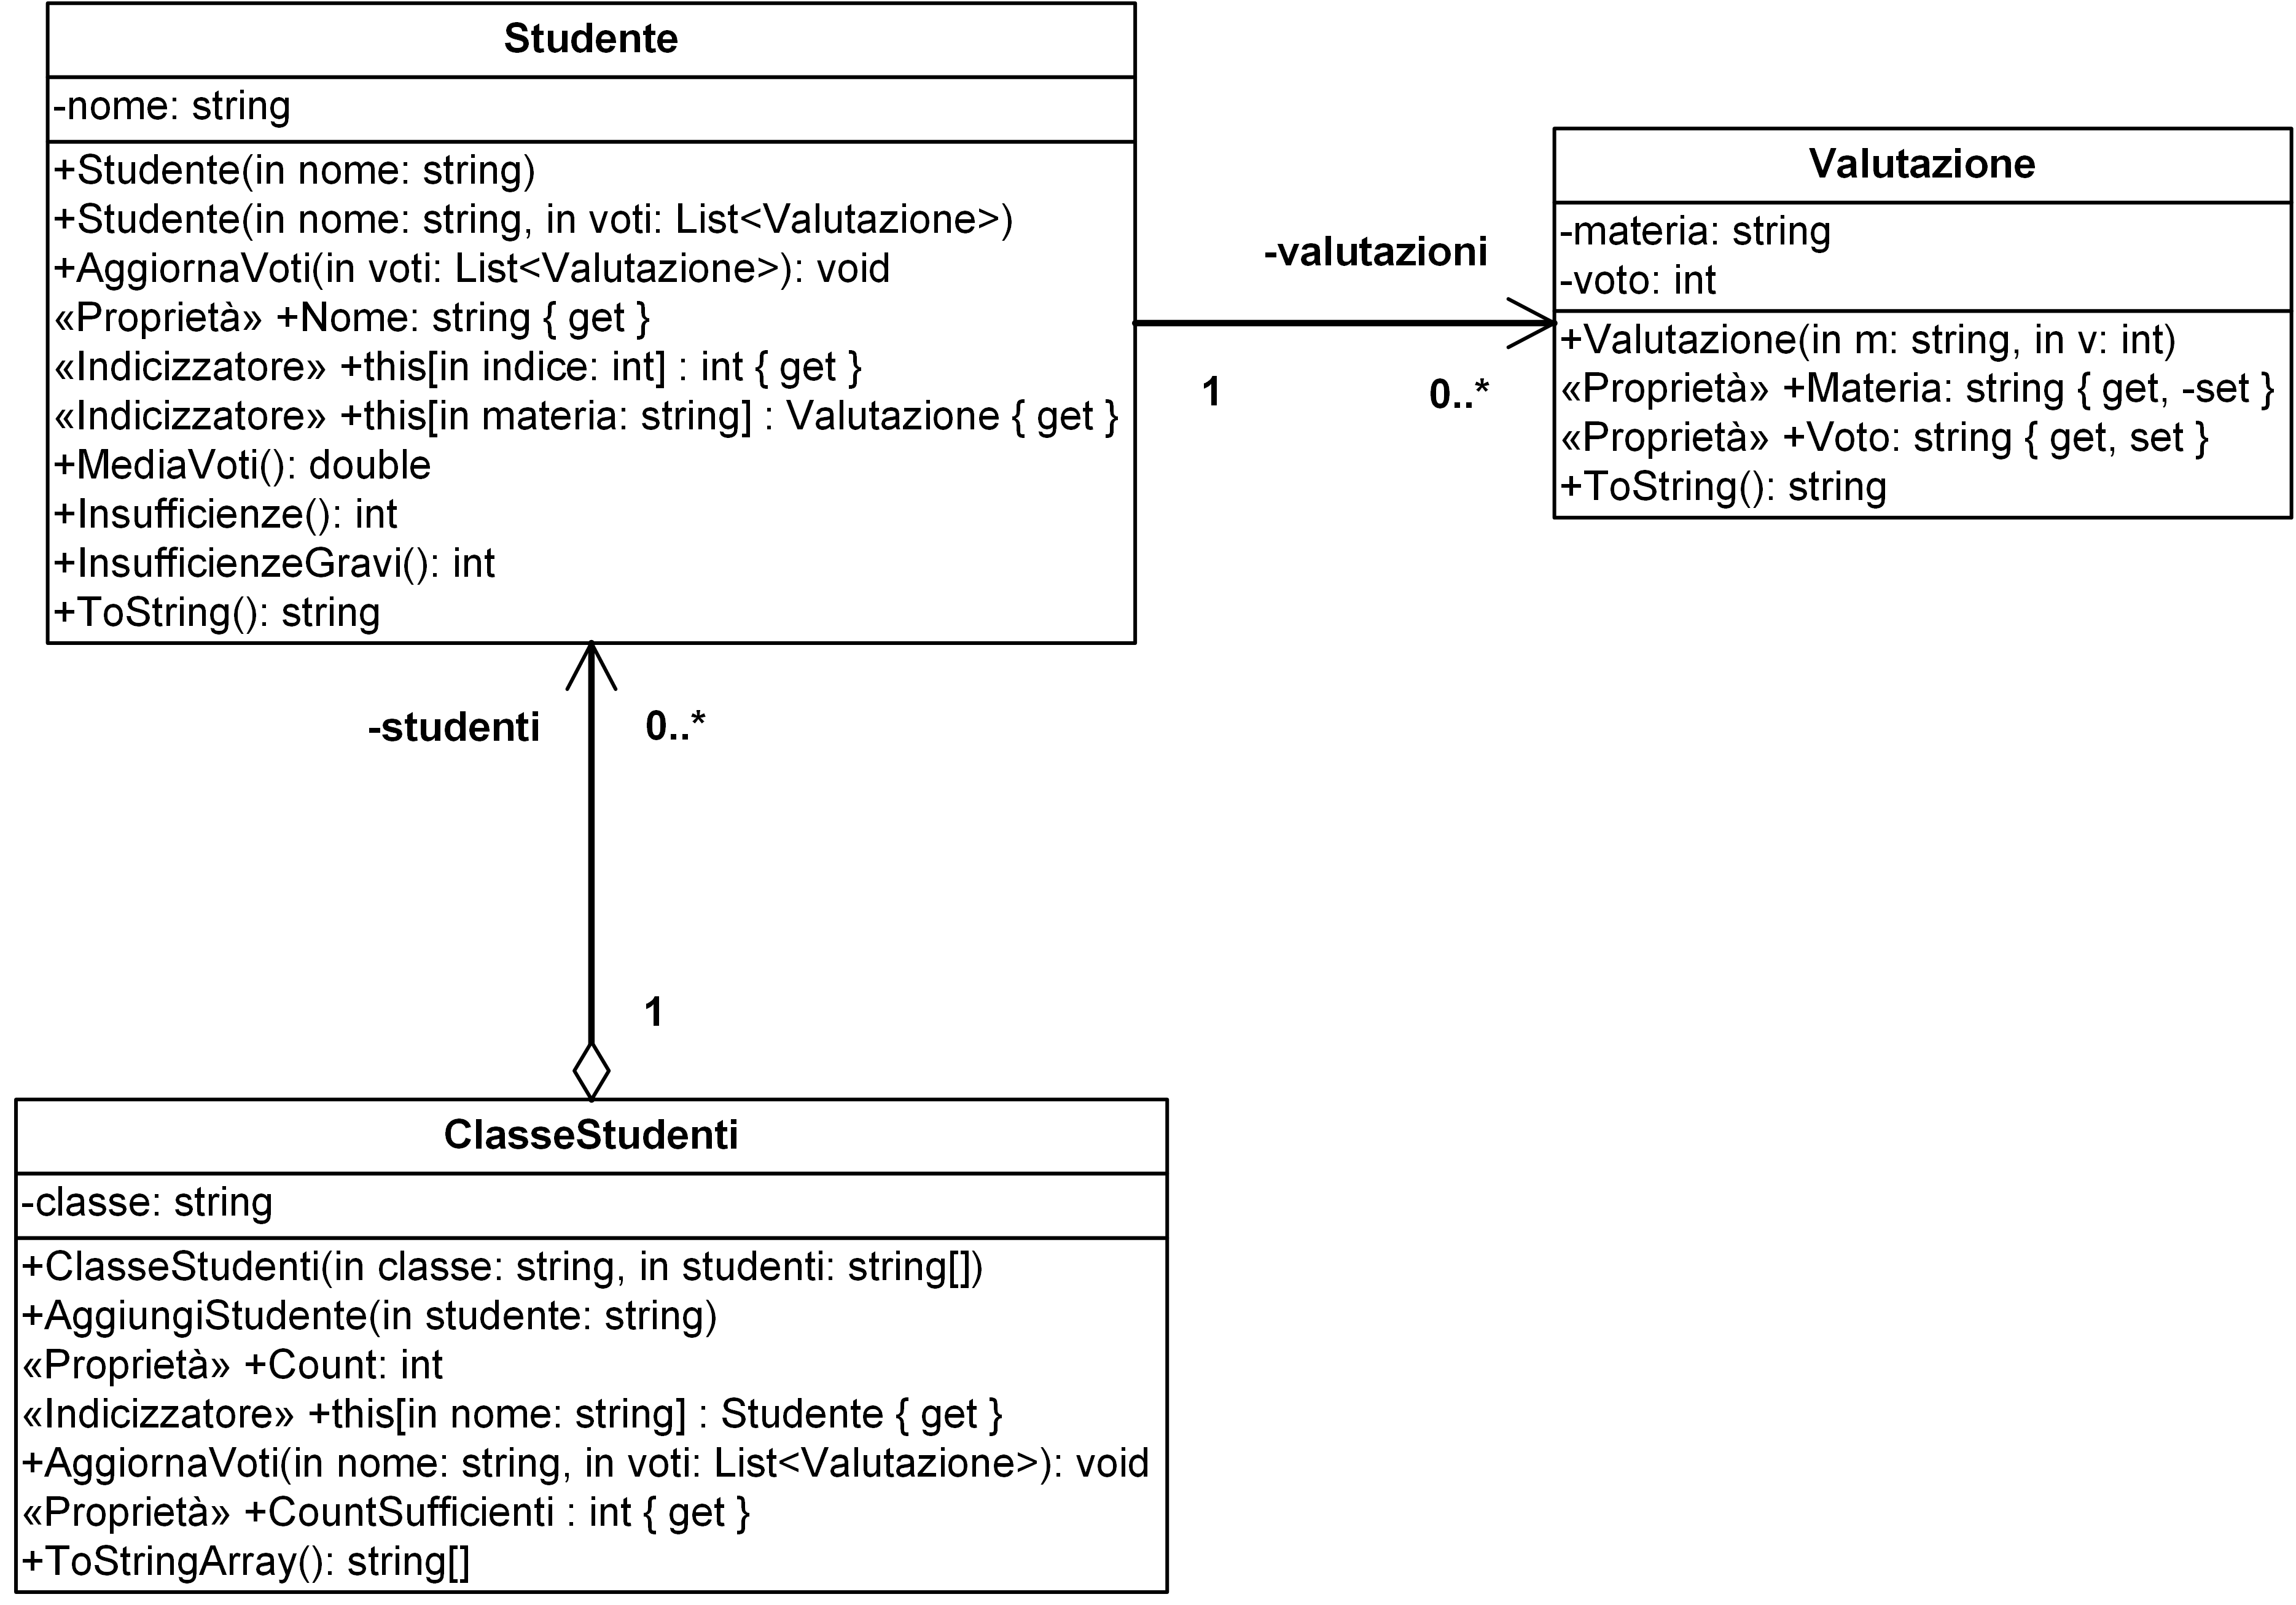 Studente
-nome: string
+Studente(in nome: string)
+Studente(in nome: string, in voti: List<Valutazione>)
+AggiornaVoti(in voti: List<Valutazione>): void
«Proprietà» +Nome: string { get }
«Indicizzatore» +this[in indice: int] : int { get }
«Indicizzatore» +this[in materia: string] : Valutazione { get }
+MediaVoti(): double
+Insufficienze(): int
+InsufficienzeGravi(): int
+ToString(): string
-valutazioni
1
0..*
Valutazione
-materia: string
-voto: int
+Valutazione(in m: string, in v: int)
«Proprietà» +Materia: string { get, -set }
«Proprietà» +Voto: string { get, set }
+ToString(): string
-studenti
0..*
1
ClasseStudenti
-classe: string
+ClasseStudenti(in classe: string, in studenti: string[])
+AggiungiStudente(in studente: string)
«Proprietà» +Count: int
«Indicizzatore» +this[in nome: string] : Studente { get }
+AggiornaVoti(in nome: string, in voti: List<Valutazione>): void
«Proprietà» +CountSufficienti : int { get }
+ToStringArray(): string[]